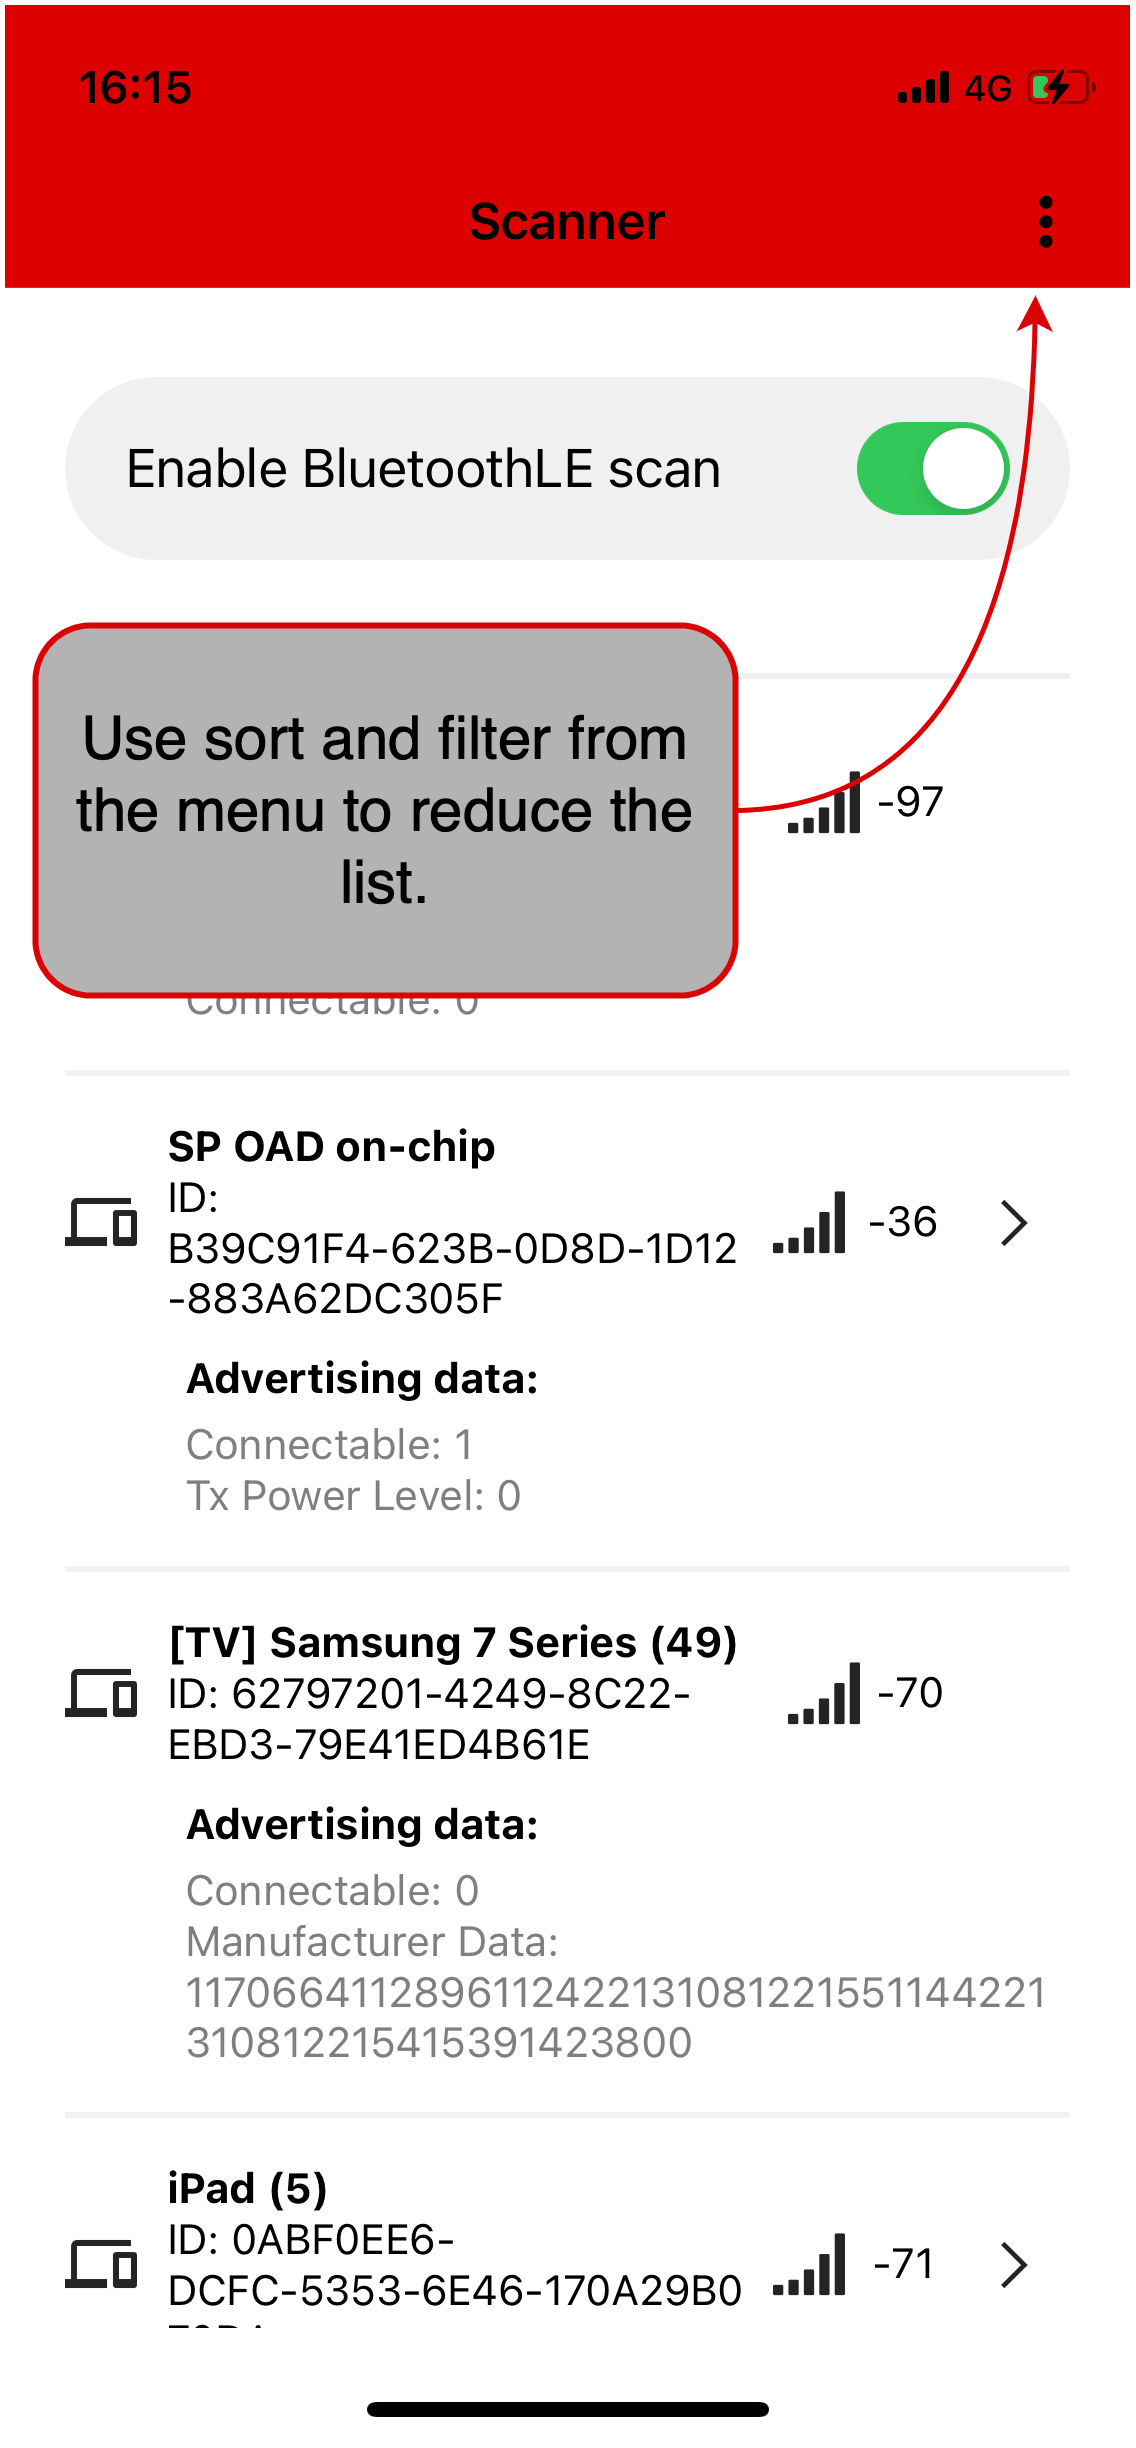 16:15
4G
Scanner
Enable BluetoothLE scan
Use sort and filter from
the menu to reduce the
list.
-97
Connectable: 0
SP OAD on-chip
ID:
B39C91F4-623B-0D8D-1D12
-883A62DC305F
-36
Advertising data:
Connectable: 1
Tx Power Level: 0
[TV] Samsung 7 Series (49)
ID: 62797201-4249-8C22-
EBD3-79E41ED4B61E
-70
Advertising data:
Connectable: 0
Manufacturer Data:
1170664112896112422131081221551144221
310812215415391423800
iPad (5)
ID: 0ABF0EE6-
DCFC-5353-6E46-170A29B0
-71